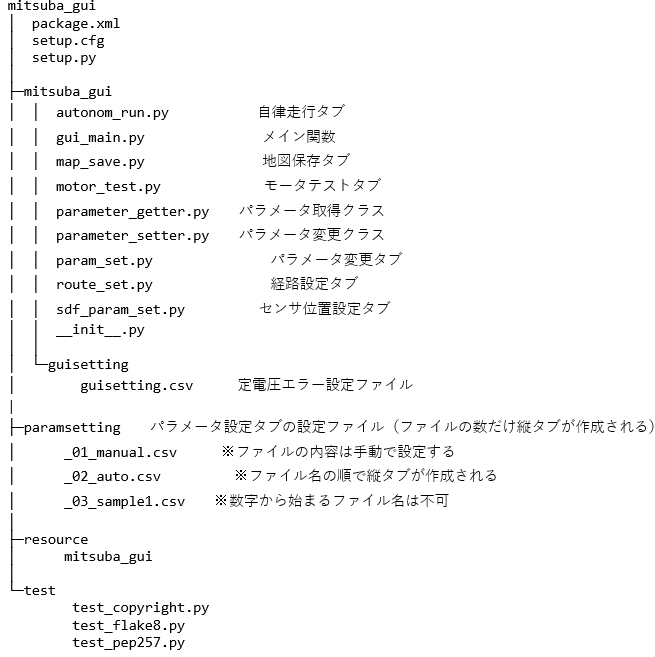 mitsuba_gui
│  package.xml
│  setup.cfg
│  setup.py
│
├─mitsuba_gui
│  │  autonom_run.py  自律走行タブ
│  │  gui_main.py  メイン関数
│  │  map_save.py  地図保存タブ
│  │  motor_test.py  モータテストタブ
│  │  parameter_getter.py  パラメータ取得クラス
│  │  parameter_setter.py  パラメータ変更クラス
│  │  param_set.py  パラメータ変更タブ
│  │  route_set.py  経路設定タブ
│  │  sdf_param_set.py  センサ位置設定タブ
│  │  __init__.py
│  │
│  └─guisetting
│      guisetting.csv  定電圧エラー設定ファイル
│
├─paramsetting  パラメータ設定タブの設定ファイル（ファイルの数だけ縦タブが作成される）
│      _01_manual.csv  ※ファイルの内容は手動で設定する
│      _02_auto.csv  ※ファイル名の順で縦タブが作成される
│      _03_sample1.csv  ※数字から始まるファイル名は不可
│
├─resource
│      mitsuba_gui
│
└─test
        test_copyright.py
        test_flake8.py
        test_pep257.py